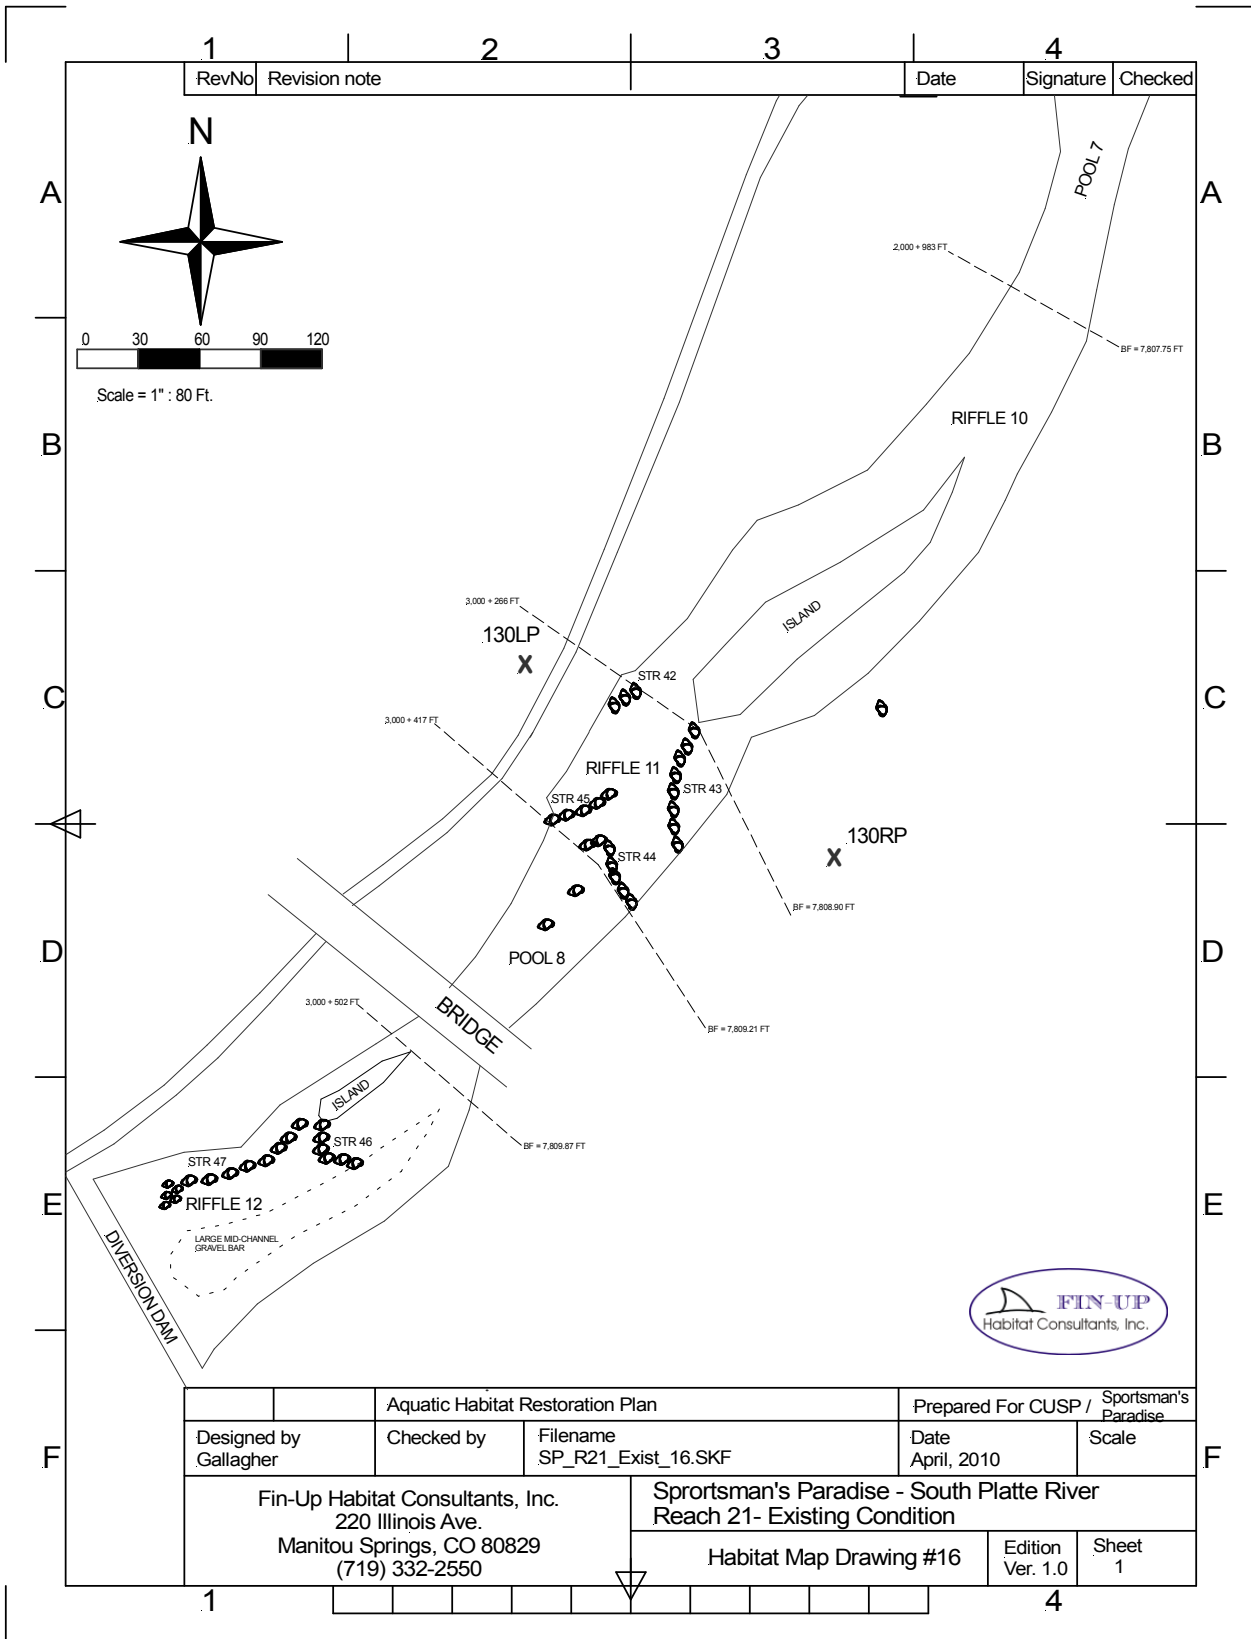 1
2
3
4
RevNo
Revision note
Date
Signature
Checked
N
A
A
POOL 7
2,000 + 983 FT
0 30 60 90 120
BF = 7,807.75 FT
Scale = 1" : 80 Ft.
RIFFLE 10
B
B
3,000 + 266 FT
ISLAND
130LP
X
STR 42
C
C
3,000 + 417 FT
RIFFLE 11
STR 43
STR 45
130RP
X
STR 44
BF = 7,808.90 FT
D
D
POOL 8
3,000 + 502 FT
BRIDGE
BF = 7,809.21 FT
ISLAND
STR 46
BF = 7,809.87 FT
STR 47
E
E
RIFFLE 12
LARGE MID-CHANNEL
GRAVEL BAR
DIVERSION DAM
FIN-UP
Habitat Consultants, Inc.
Aquatic Habitat Restoration Plan
Prepared For CUSP /
Sportsman's
Paradise
Designed by
Gallagher
Checked by
Filename
SP_R21_Exist_16.SKF
Date
April, 2010
Scale
F
F
Fin-Up Habitat Consultants, Inc.
220 Illinois Ave.
Manitou Springs, CO 80829
(719) 332-2550
Sprortsman's Paradise - South Platte River
Reach 21- Existing Condition
Habitat Map Drawing #16
Edition
Ver. 1.0
Sheet
1
1
4